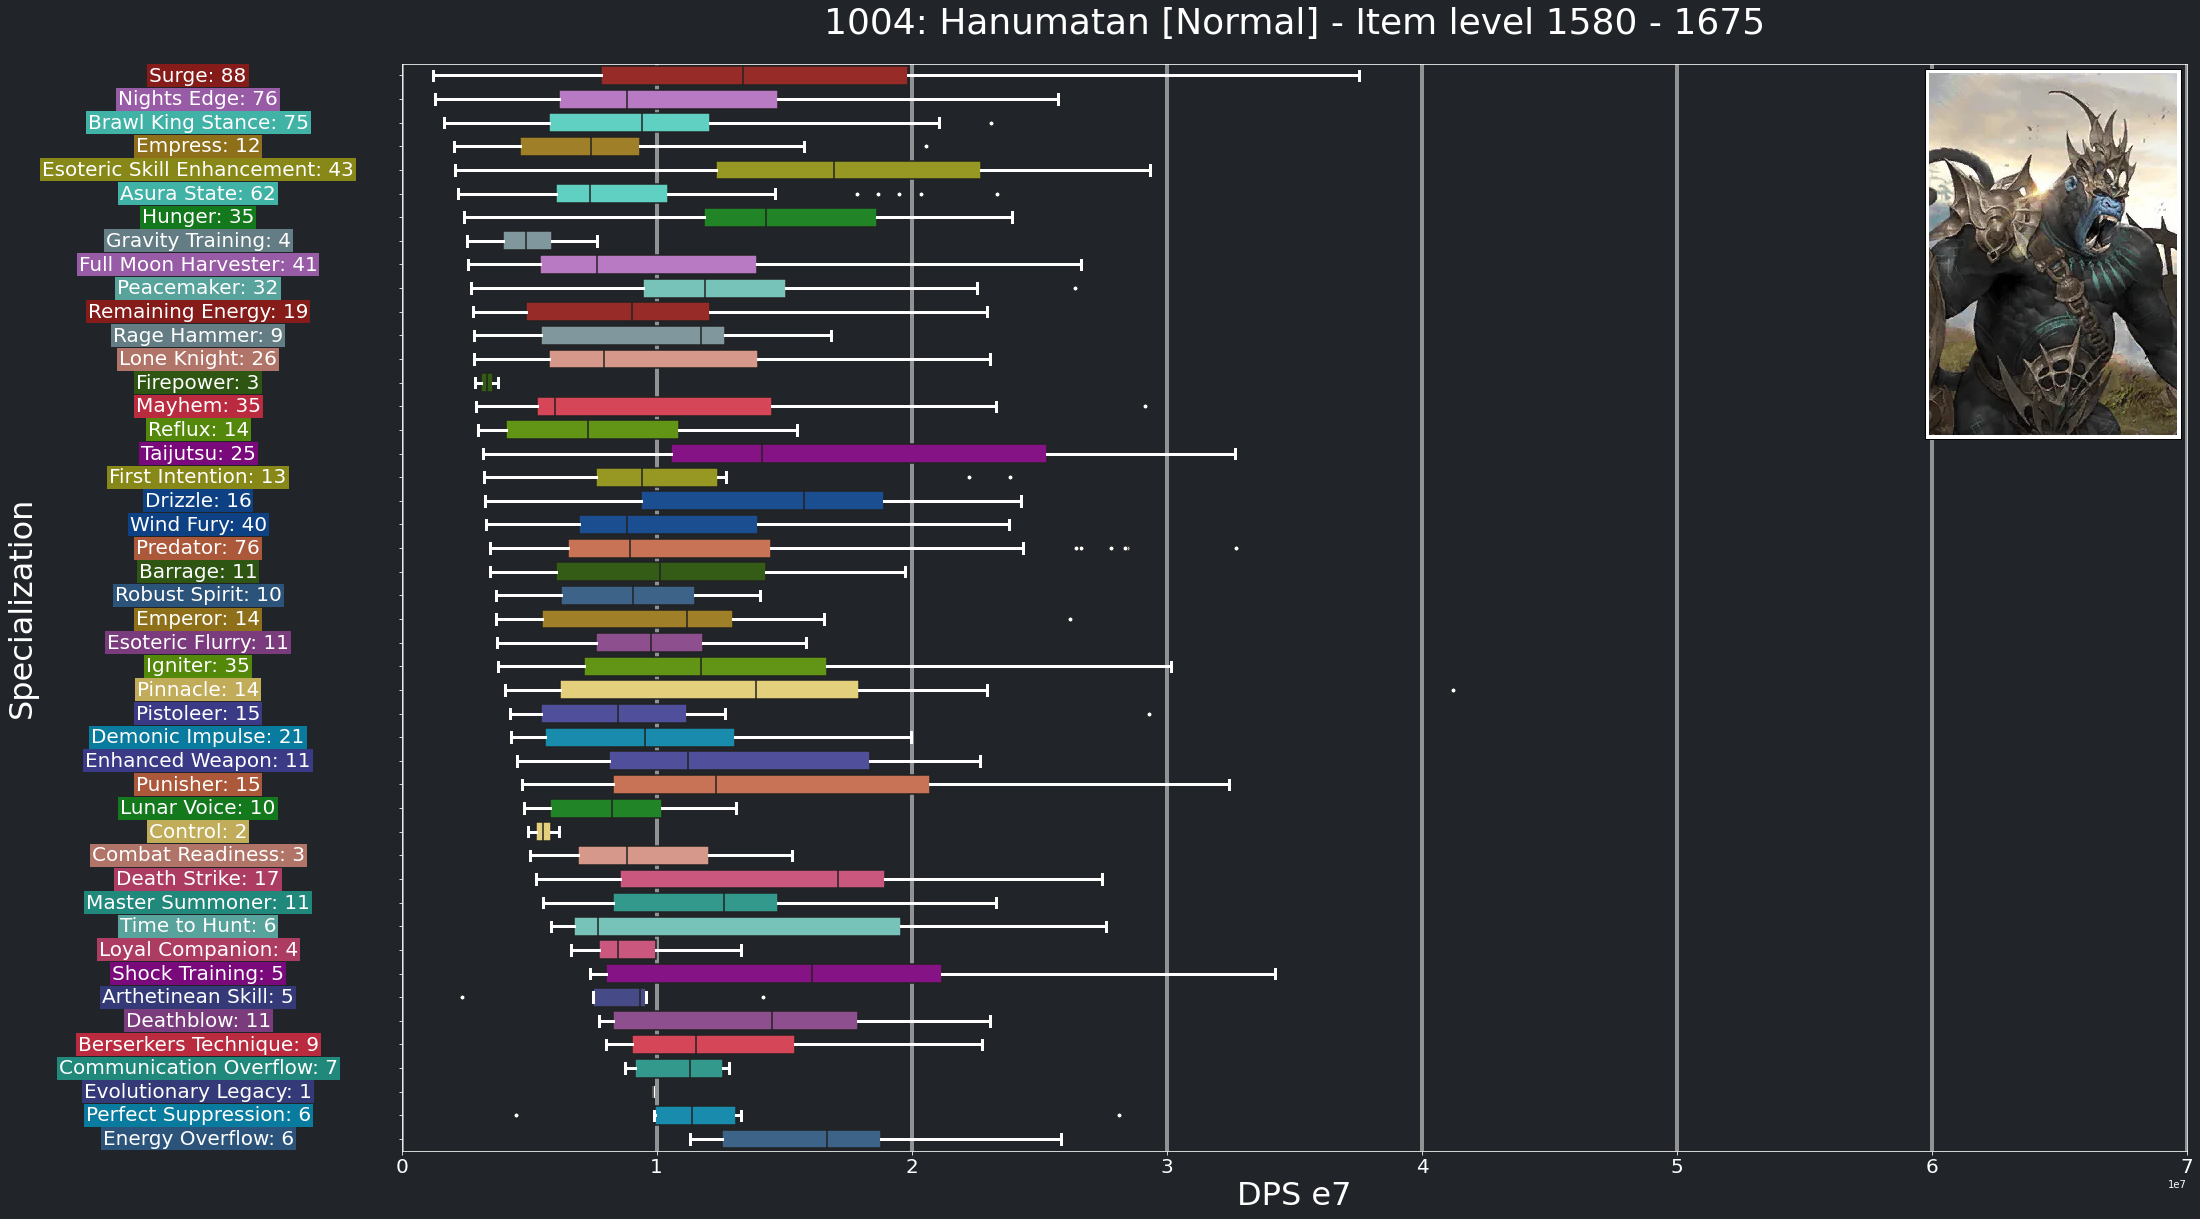 1004: Hanumatan [Normal] - Item level 1580 - 1675
Specialization
Surge: 88
Nights Edge: 76
Brawl King Stance: 75
Empress: 12
Esoteric Skill Enhancement: 43
Asura State: 62
Hunger: 35
Gravity Training: 4
Full Moon Harvester: 41
Peacemaker: 32
Remaining Energy: 19
Rage Hammer: 9
Lone Knight: 26
Firepower: 3
Mayhem: 35
Reflux: 14
Taijutsu: 25
First Intention: 13
Drizzle: 16
Wind Fury: 40
Predator: 76
Barrage: 11
Robust Spirit: 10
Emperor: 14
Esoteric Flurry: 11
Igniter: 35
Pinnacle: 14
Pistoleer: 15
Demonic Impulse: 21
Enhanced Weapon: 11
Punisher: 15
Lunar Voice: 10
Control: 2
Combat Readiness: 3
Death Strike: 17
Master Summoner: 11
Time to Hunt: 6
Loyal Companion: 4
Shock Training: 5
Arthetinean Skill: 5
Deathblow: 11
Berserkers Technique: 9
Communication Overflow: 7
Evolutionary Legacy: 1
Perfect Suppression: 6
Energy Overflow: 6
0 1 2 3 4 5 6 7
1e7
DPS e7